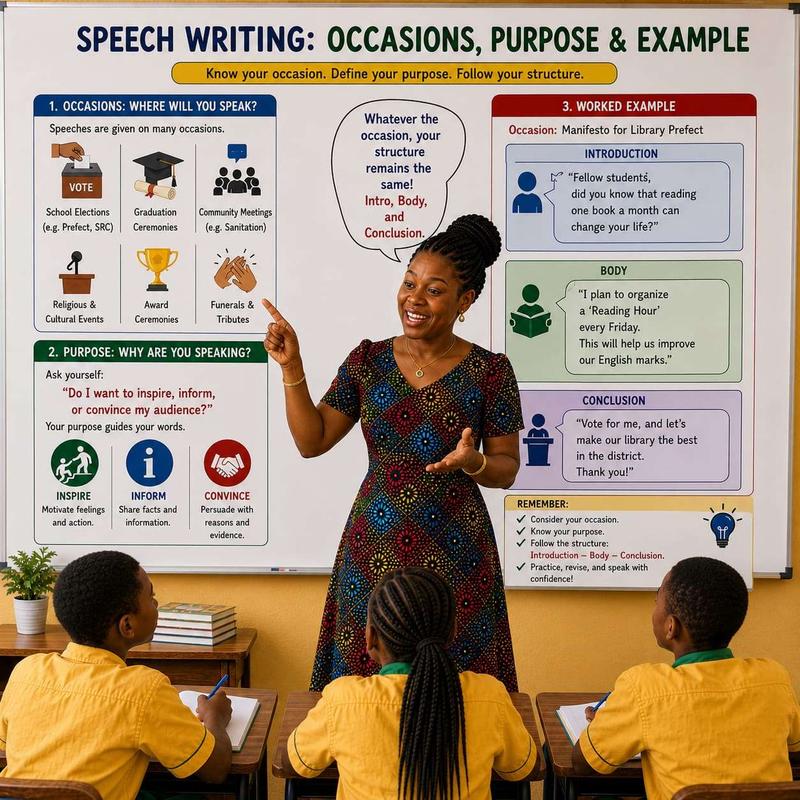 SPEECH WRITING: OCCASIONS, PURPOSE & EXAMPLE
Know your occasion. Define your purpose. Follow your structure.
1. OCCASIONS: WHERE WILL YOU SPEAK?
Speeches are given on many occasions.
VOTE
School Elections
(e.g. Prefect, SRC)
Graduation
Ceremonies
Community Meetings
(e.g. Sanitation)
Religious &
Cultural Events
Award
Ceremonies
Funerals &
Tributes
2. PURPOSE: WHY ARE YOU SPEAKING?
Ask yourself:
“Do I want to inspire, inform,
or convince my audience?”
Your purpose guides your words.
INSPIRE
Motivate feelings
and action.
INFORM
Share facts and
information.
CONVINCE
Persuade with
reasons and
evidence.
Whatever the
occasion, your
structure
remains the
same!
Intro, Body,
and
Conclusion.
3. WORKED EXAMPLE
Occasion: Manifesto for Library Prefect
INTRODUCTION
“Fellow students,
did you know that reading
one book a month can
change your life?”
BODY
“I plan to organize
a ‘Reading Hour’
every Friday.
This will help us improve
our English marks.”
CONCLUSION
“Vote for me, and let’s
make our library the best
in the district.
Thank you!”
REMEMBER:
✓ Consider your occasion.
✓ Know your purpose.
✓ Follow the structure:
Introduction – Body – Conclusion.
✓ Practice, revise, and speak with
confidence!